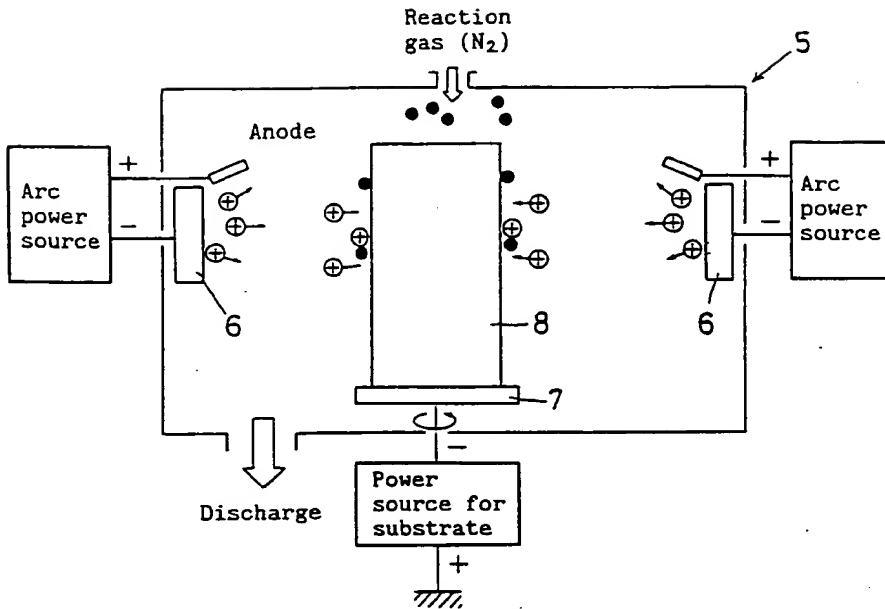 Reaction
gas (N₂)
5
Anode
+
+
Arc
power
source
−
−
Arc
power
source
6
8
6
7
−
Discharge
Power
source for
substrate
+